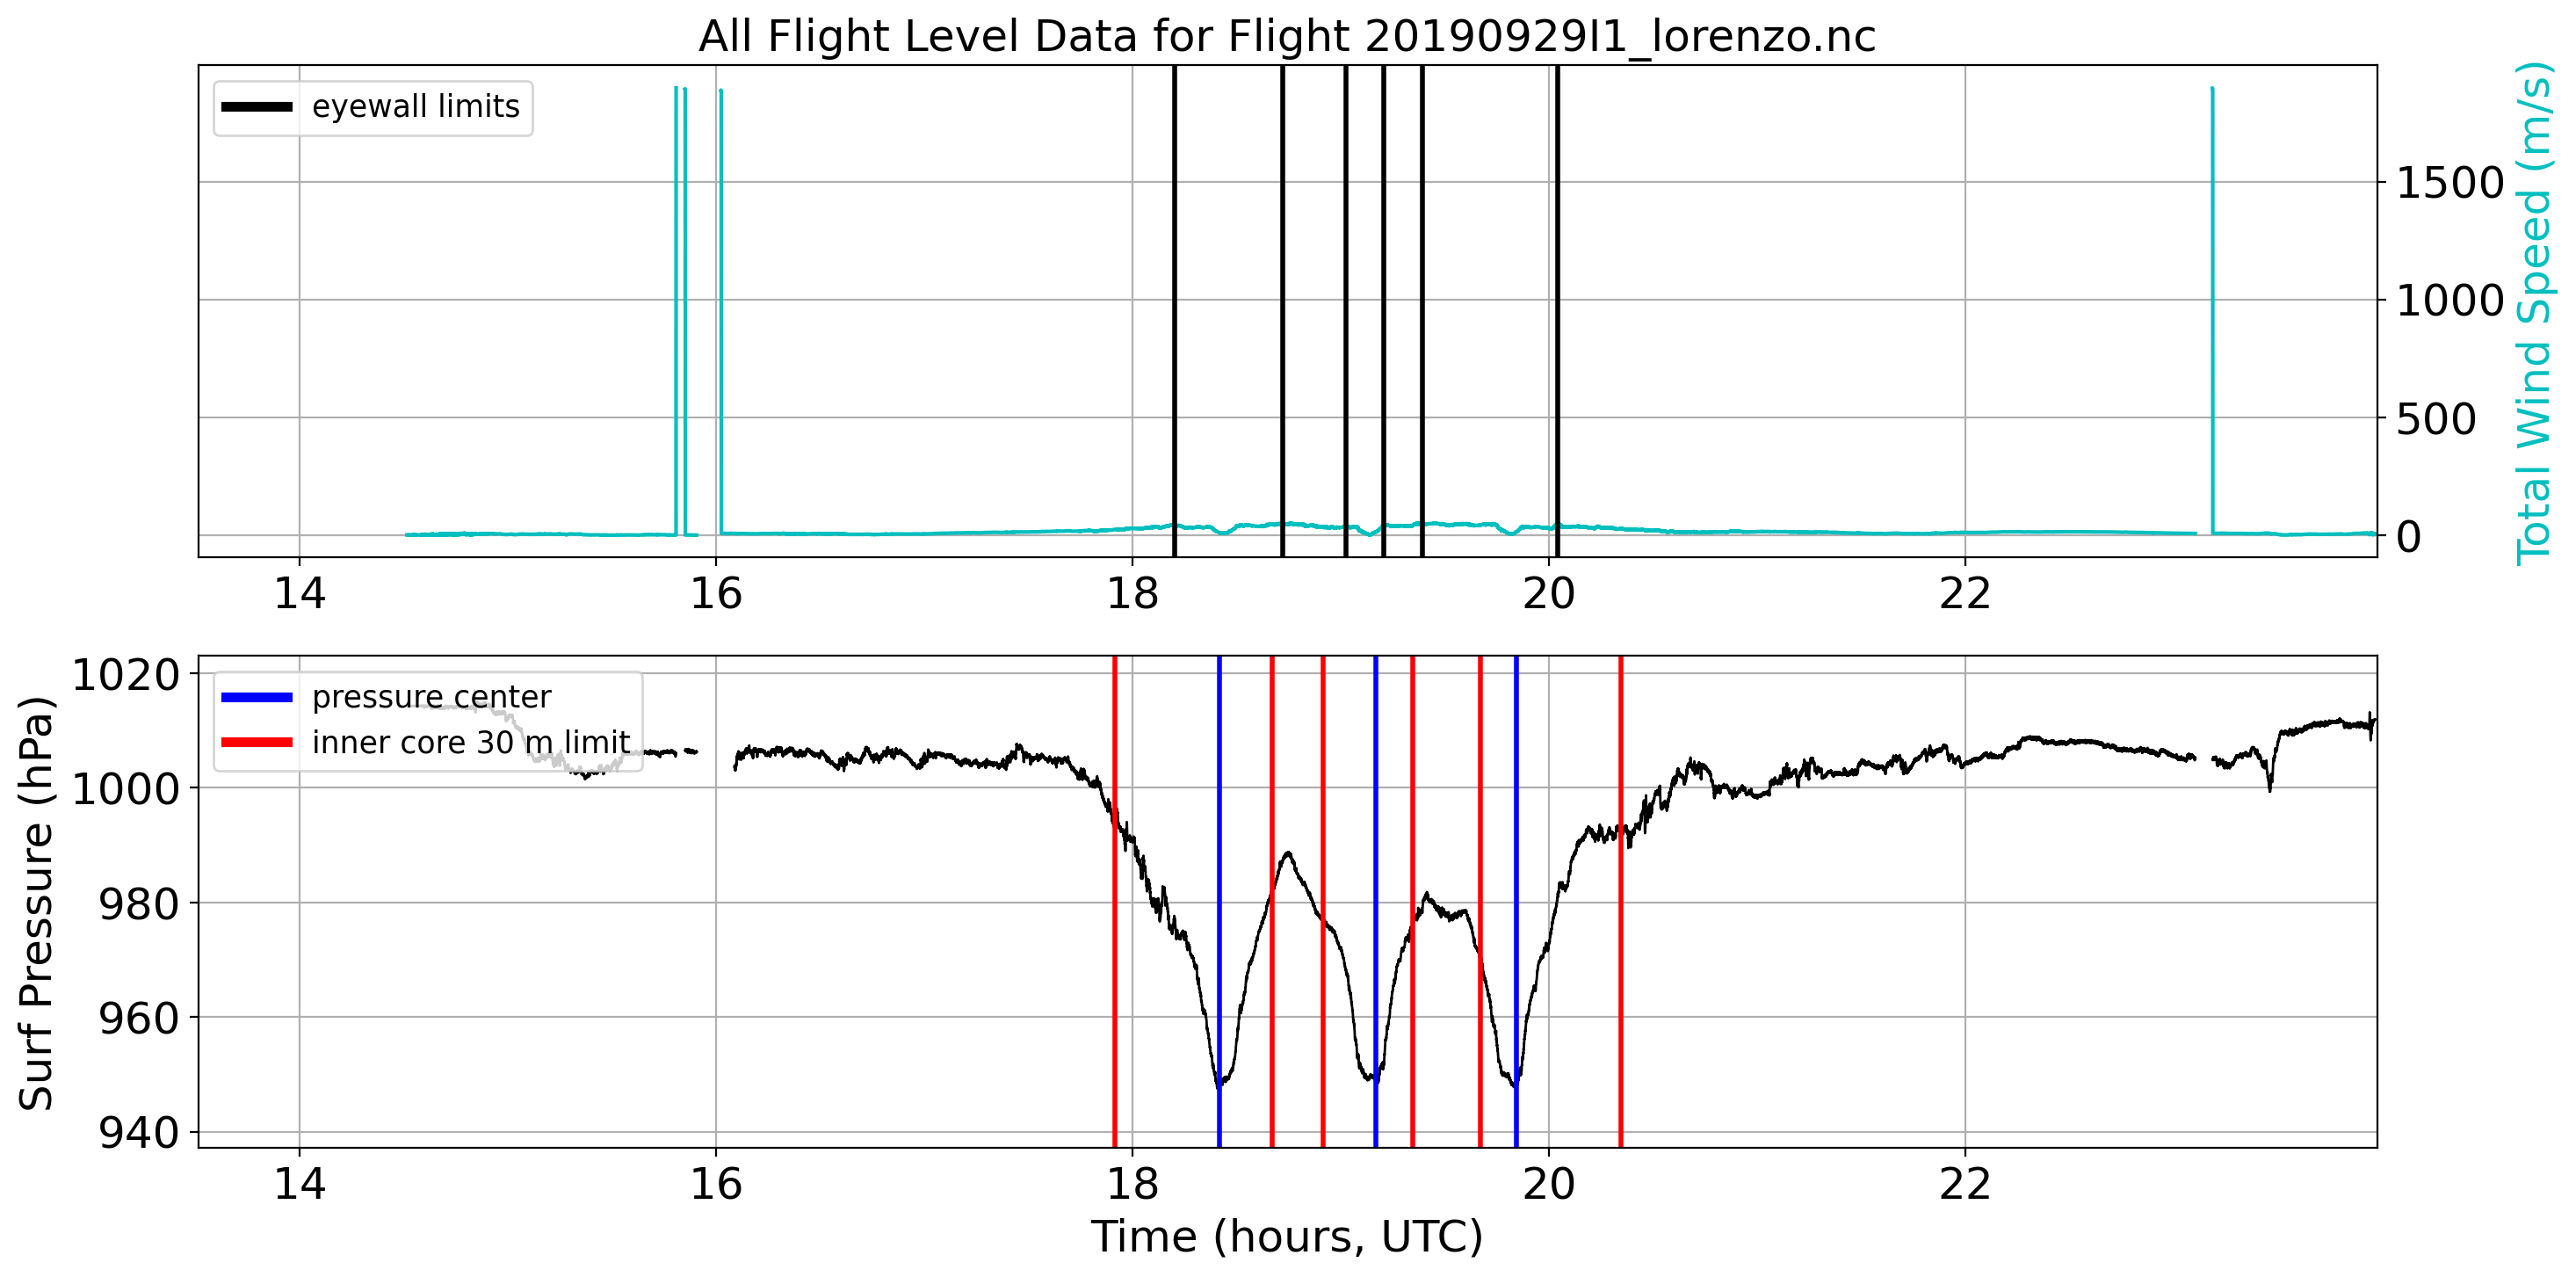 All Flight Level Data for Flight 20190929I1_lorenzo.nc
eyewall limits
1500
1000
500
0
Total Wind Speed (m/s)
14 16 18 20 22
1020
1000
980
960
940
Surf Pressure (hPa)
pressure center
inner core 30 m limit
14 16 18 20 22
Time (hours, UTC)